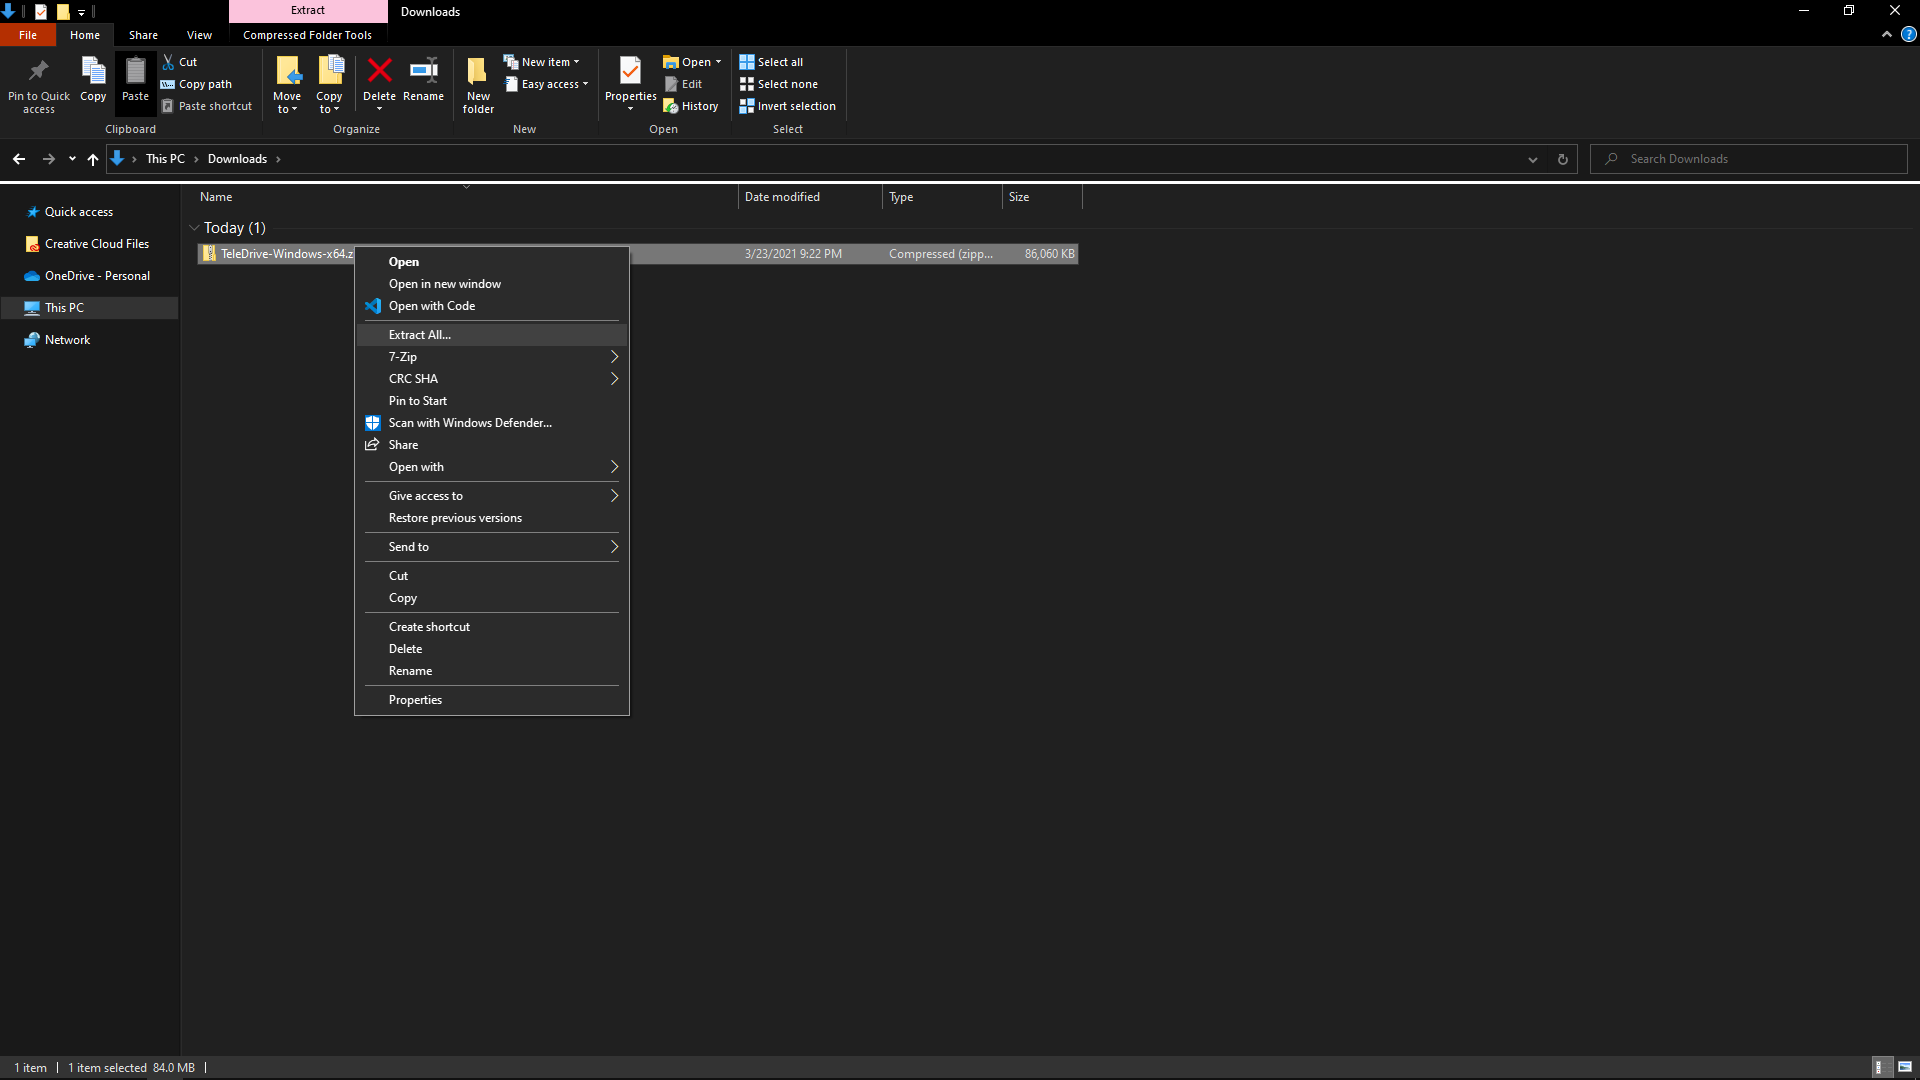 Extract
Downloads
File
Home
Share
View
Compressed Folder Tools
Pin to Quick
access
Copy
Paste
Cut
Copy path
Paste shortcut
Clipboard
Move
to
Copy
to
Delete
Rename
Organize
New
folder
New item
Easy access
New
Properties
Open
Edit
History
Open
Select all
Select none
Invert selection
Select
This PC
Downloads
Search Downloads
Quick access
Creative Cloud Files
OneDrive - Personal
This PC
Network
Name
Date modified
Type
Size
Today (1)
TeleDrive-Windows-x64.z
3/23/2021 9:22 PM
Compressed (zipp...
86,060 KB
Open
Open in new window
Open with Code
Extract All...
7-Zip
CRC SHA
Pin to Start
Scan with Windows Defender...
Share
Open with
Give access to
Restore previous versions
Send to
Cut
Copy
Create shortcut
Delete
Rename
Properties
1 item
1 item selected 84.0 MB